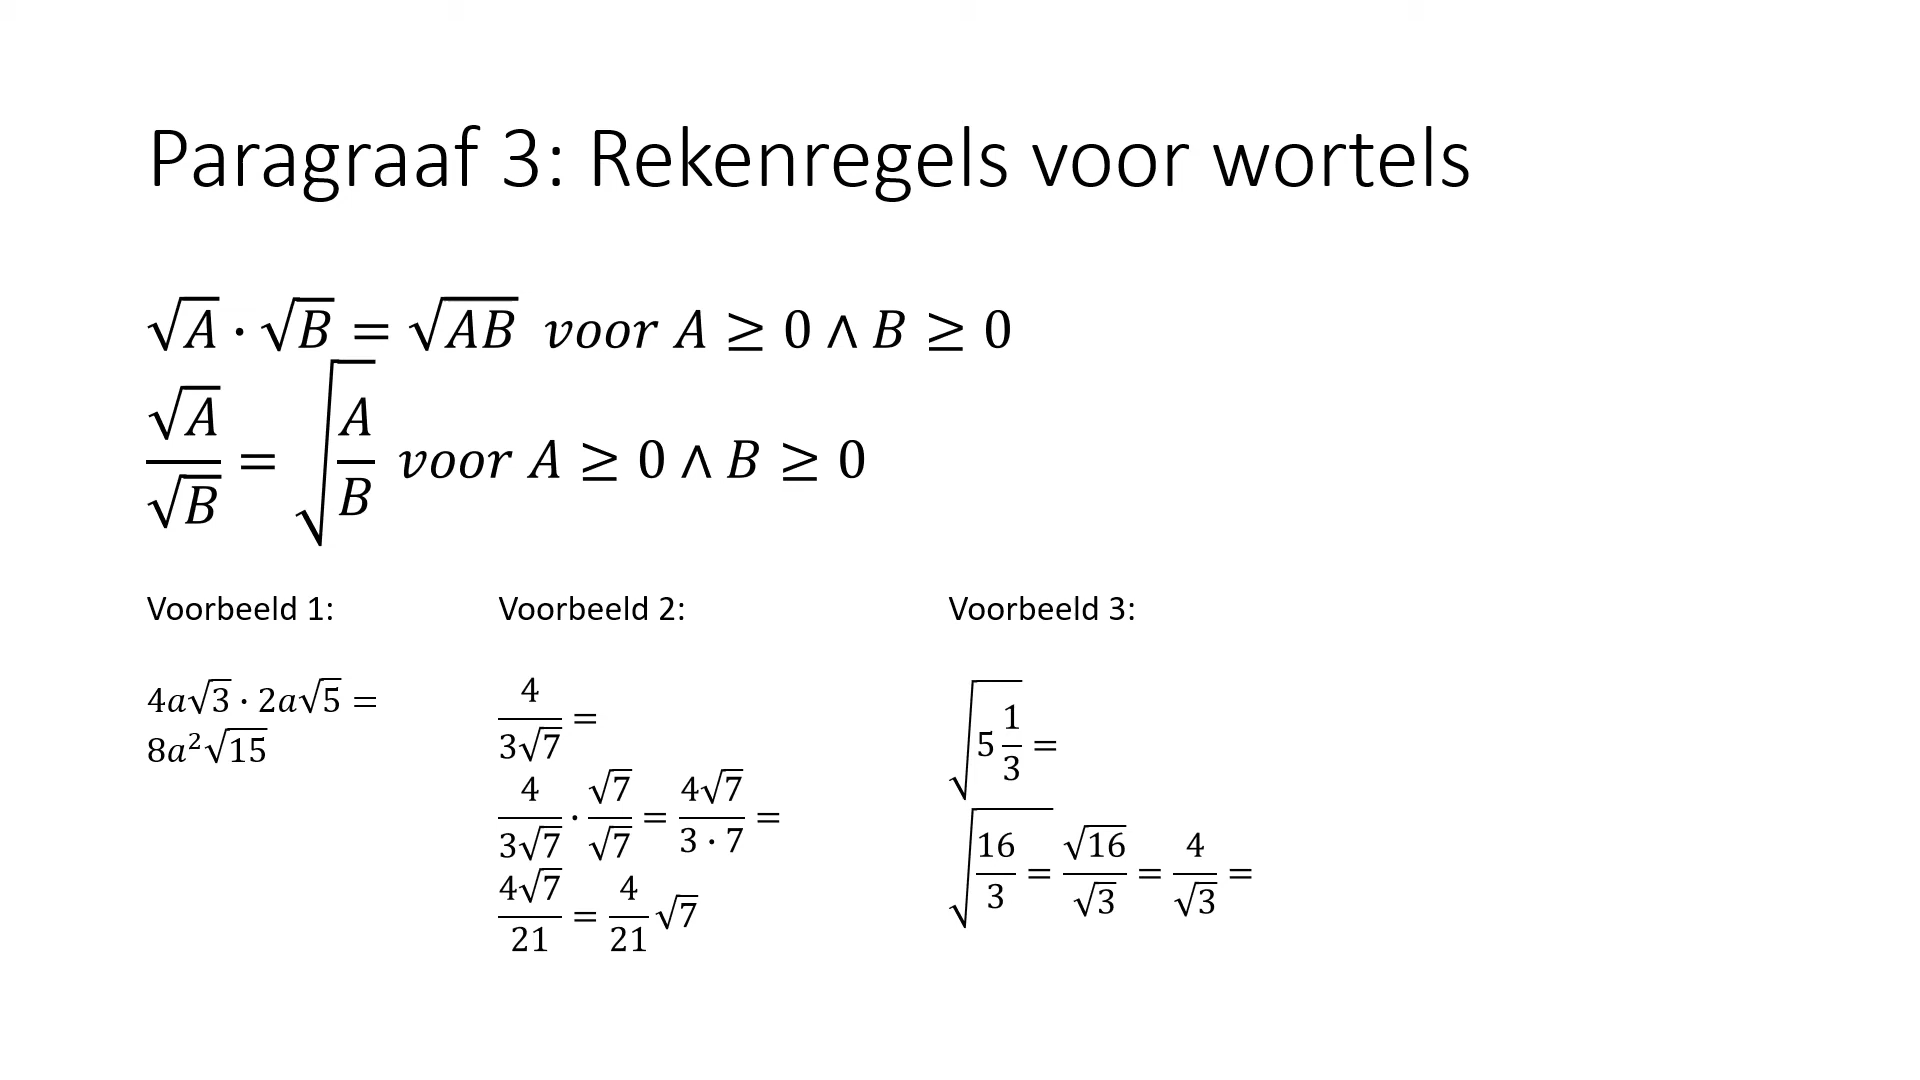 Paragraaf 3: Rekenregels voor wortels
√A · √B = √AB voor A ≥ 0 ∧ B ≥ 0
√A/√B = √(A/B) voor A ≥ 0 ∧ B ≥ 0
Voorbeeld 1:
4a√3 · 2a√5 =
8a²√15
Voorbeeld 2:
4/(3√7) =
4/(3√7) · √7/√7 = 4√7/(3 · 7) =
4√7/21 = 4/21 √7
Voorbeeld 3:
√(5 1/3) =
√(16/3) = √16/√3 = 4/√3 =